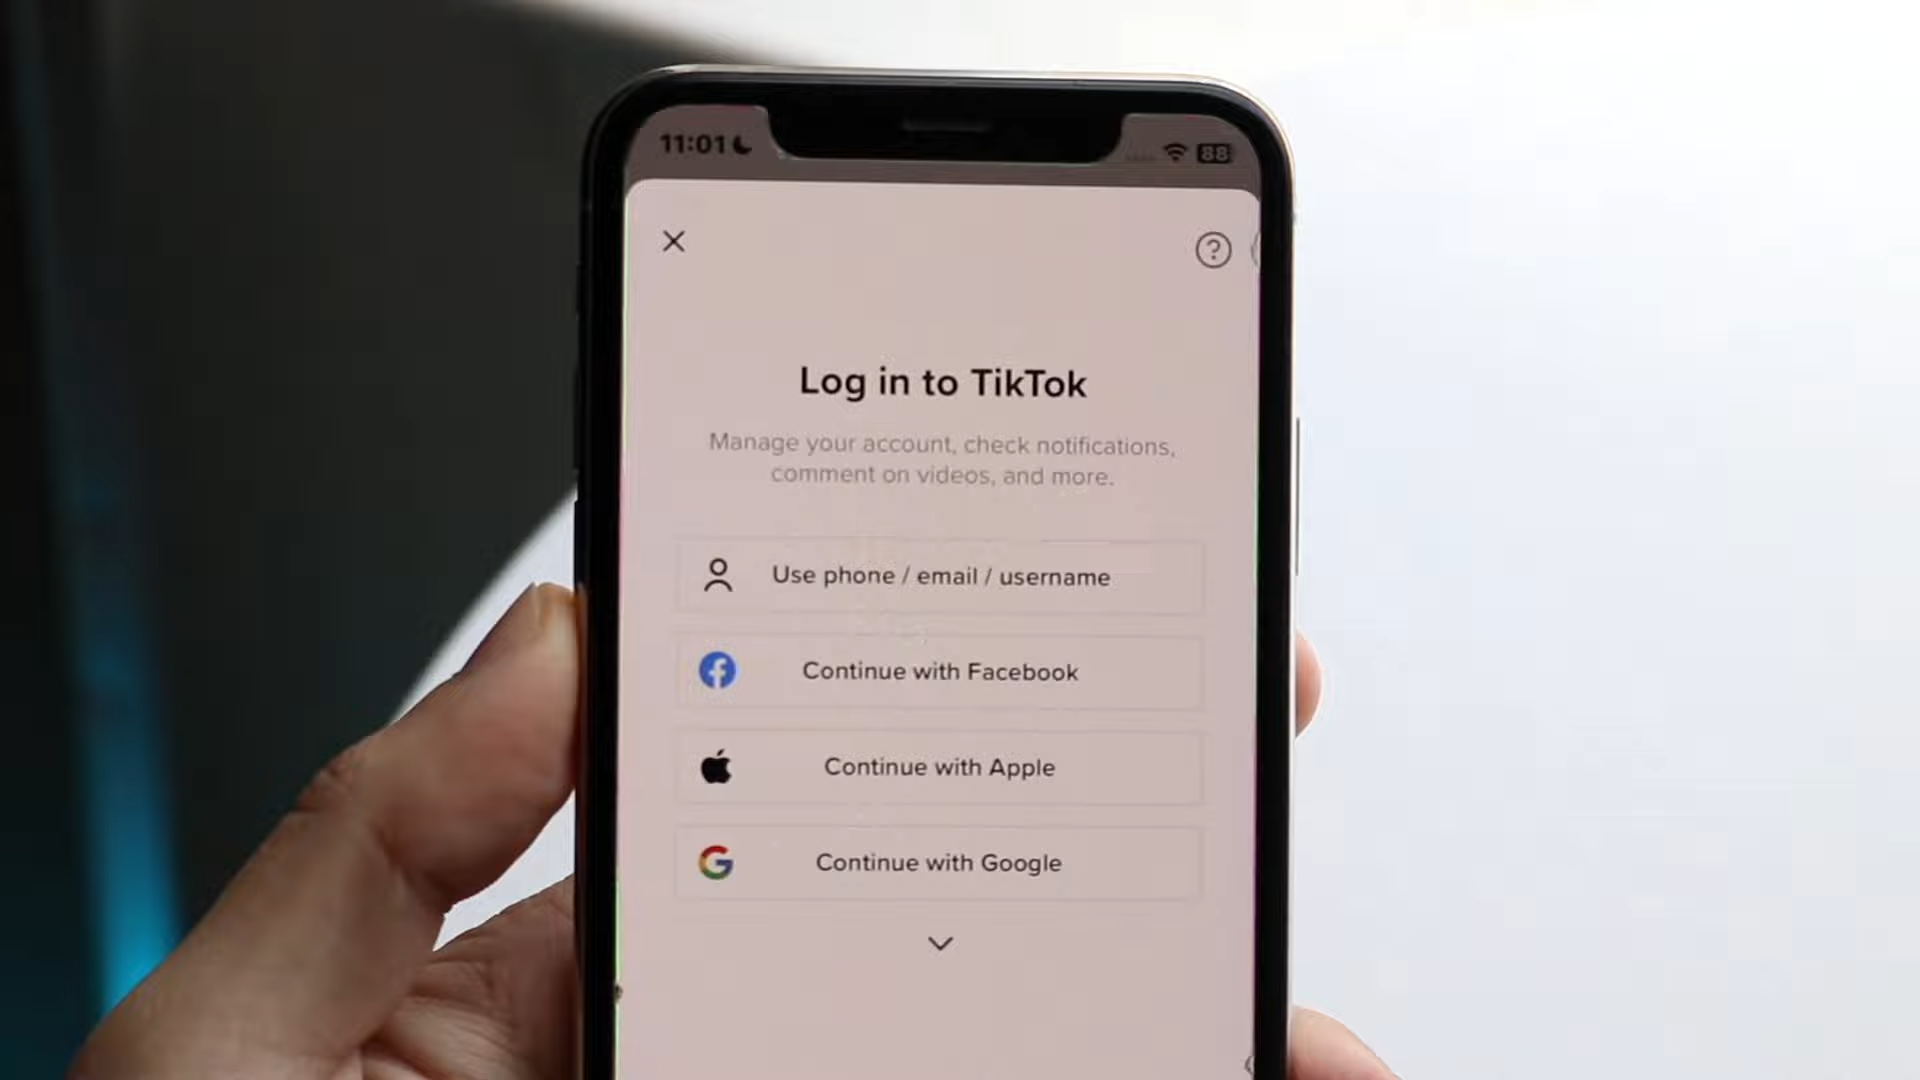 11:01
88
Log in to TikTok
Manage your account, check notifications,
comment on videos, and more.
Use phone / email / username
Continue with Facebook
Continue with Apple
Continue with Google